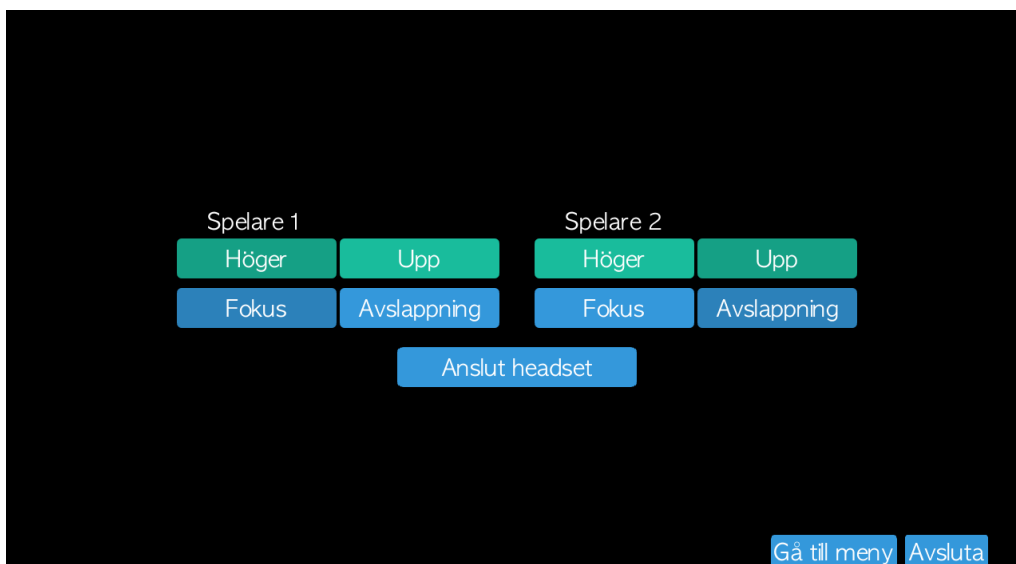 Spelare 1 Spelare 2
Höger Upp Höger Upp
Fokus Avslappning Fokus Avslappning
Anslut headset
Gå till meny Avsluta